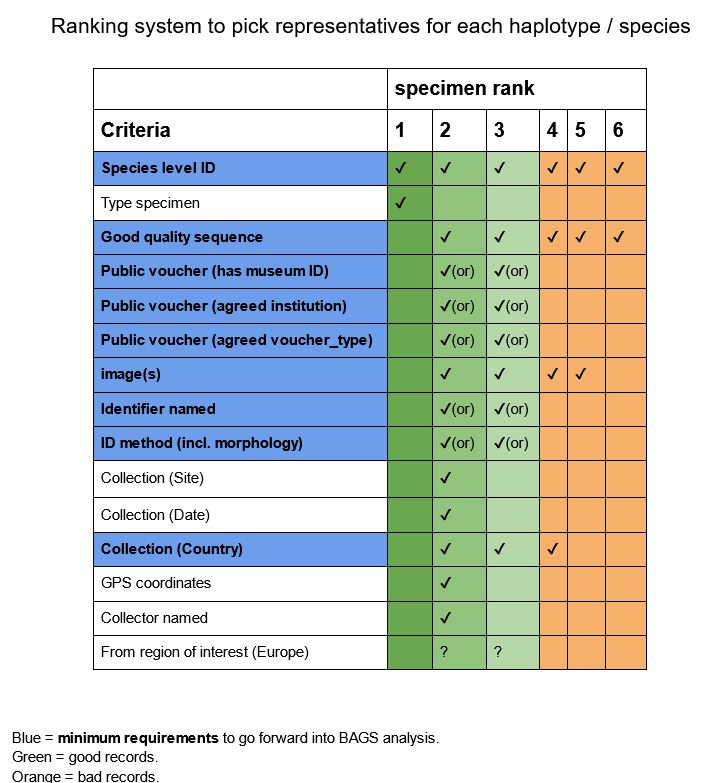 Ranking system to pick representatives for each haplotype / species
specimen rank
Criteria 1 2 3 4 5 6
Species level ID ✓ ✓ ✓ ✓ ✓ ✓
Type specimen ✓
Good quality sequence ✓ ✓ ✓ ✓ ✓
Public voucher (has museum ID) ✓(or) ✓(or)
Public voucher (agreed institution) ✓(or) ✓(or)
Public voucher (agreed voucher_type) ✓(or) ✓(or)
image(s) ✓ ✓ ✓ ✓
Identifier named ✓(or) ✓(or)
ID method (incl. morphology) ✓(or) ✓(or)
Collection (Site) ✓
Collection (Date) ✓
Collection (Country) ✓ ✓ ✓
GPS coordinates ✓
Collector named ✓
From region of interest (Europe) ? ?
Blue = minimum requirements to go forward into BAGS analysis.
Green = good records.
Orange = bad records.